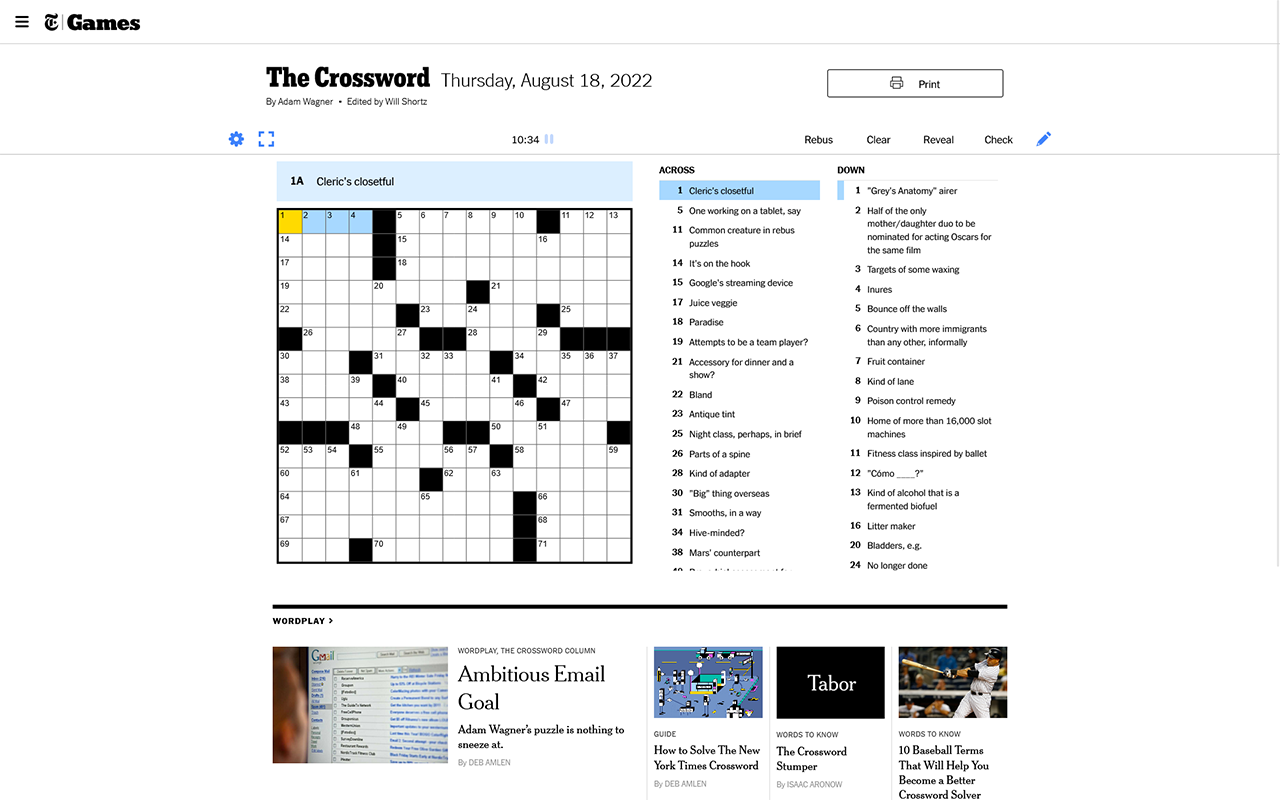 Games
The Crossword Thursday, August 18, 2022
By Adam Wagner • Edited by Will Shortz
Print
10:34
Rebus Clear Reveal Check
1A Cleric's closetful
1 2 3 4 5 6 7 8 9 10 11 12 13
14 15 16
17 18
19 20 21
22 23 24 25
26 27 28 29
30 31 32 33 34 35 36 37
38 39 40 41 42
43 44 45 46 47
48 49 50 51
52 53 54 55 56 57 58 59
60 61 62 63
64 65 66
67 68
69 70 71
ACROSS
1 Cleric's closetful
5 One working on a tablet, say
11 Common creature in rebus
puzzles
14 It's on the hook
15 Google's streaming device
17 Juice veggie
18 Paradise
19 Attempts to be a team player?
21 Accessory for dinner and a
show?
22 Bland
23 Antique tint
25 Night class, perhaps, in brief
26 Parts of a spine
28 Kind of adapter
30 "Big" thing overseas
31 Smooths, in a way
34 Hive-minded?
38 Mars' counterpart
DOWN
1 "Grey's Anatomy" airer
2 Half of the only
mother/daughter duo to be
nominated for acting Oscars for
the same film
3 Targets of some waxing
4 Inures
5 Bounce off the walls
6 Country with more immigrants
than any other, informally
7 Fruit container
8 Kind of lane
9 Poison control remedy
10 Home of more than 16,000 slot
machines
11 Fitness class inspired by ballet
12 "Cómo ____?"
13 Kind of alcohol that is a
fermented biofuel
16 Litter maker
20 Bladders, e.g.
24 No longer done
WORDPLAY >
Gmail
WORDPLAY, THE CROSSWORD COLUMN
Ambitious Email
Goal
Adam Wagner's puzzle is nothing to
sneeze at.
By DEB AMLEN
GUIDE
How to Solve The New
York Times Crossword
By DEB AMLEN
Tabor
WORDS TO KNOW
The Crossword
Stumper
By ISAAC ARONOW
WORDS TO KNOW
10 Baseball Terms
That Will Help You
Become a Better
Crossword Solver